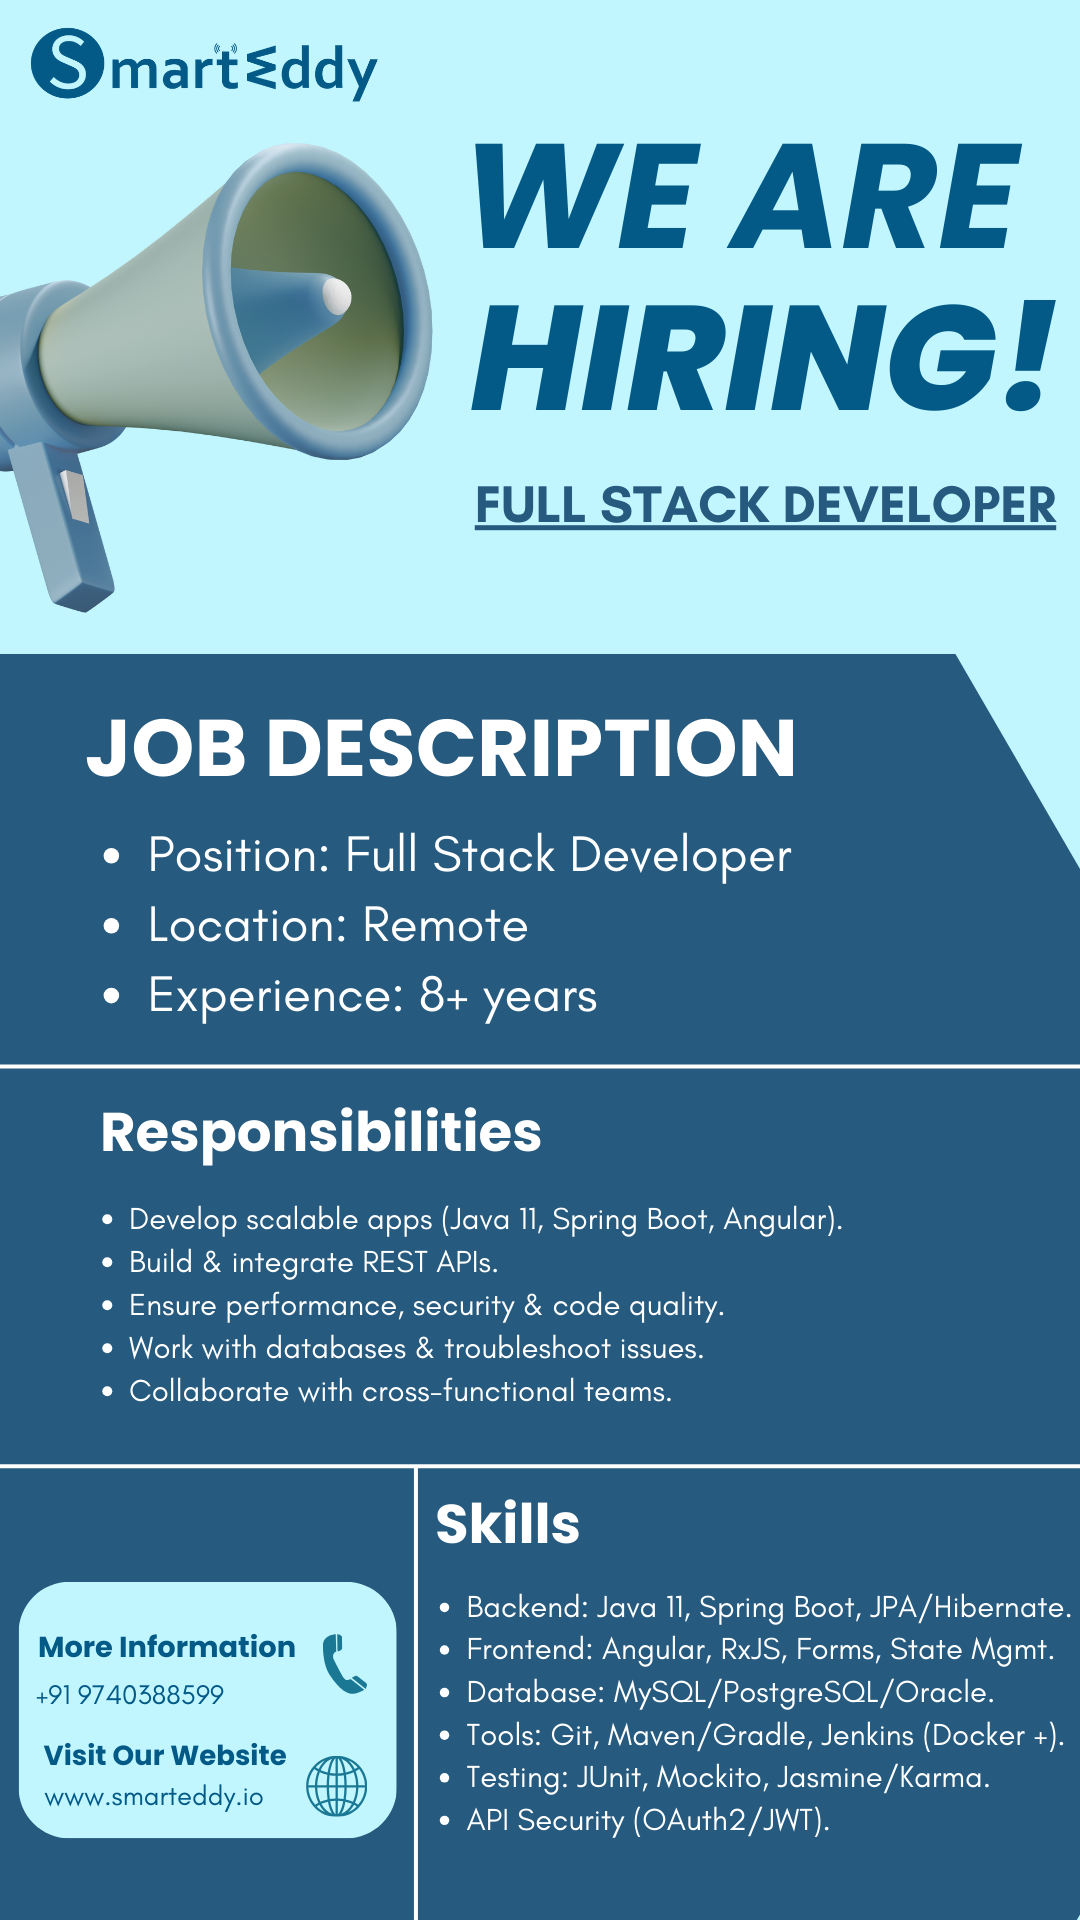 SmartEddy
WE ARE
HIRING!
FULL STACK DEVELOPER
JOB DESCRIPTION
• Position: Full Stack Developer
• Location: Remote
• Experience: 8+ years
Responsibilities
• Develop scalable apps (Java 11, Spring Boot, Angular).
• Build & integrate REST APIs.
• Ensure performance, security & code quality.
• Work with databases & troubleshoot issues.
• Collaborate with cross-functional teams.
More Information
+91 9740388599
Visit Our Website
www.smarteddy.io
Skills
• Backend: Java 11, Spring Boot, JPA/Hibernate.
• Frontend: Angular, RxJS, Forms, State Mgmt.
• Database: MySQL/PostgreSQL/Oracle.
• Tools: Git, Maven/Gradle, Jenkins (Docker +).
• Testing: JUnit, Mockito, Jasmine/Karma.
• API Security (OAuth2/JWT).